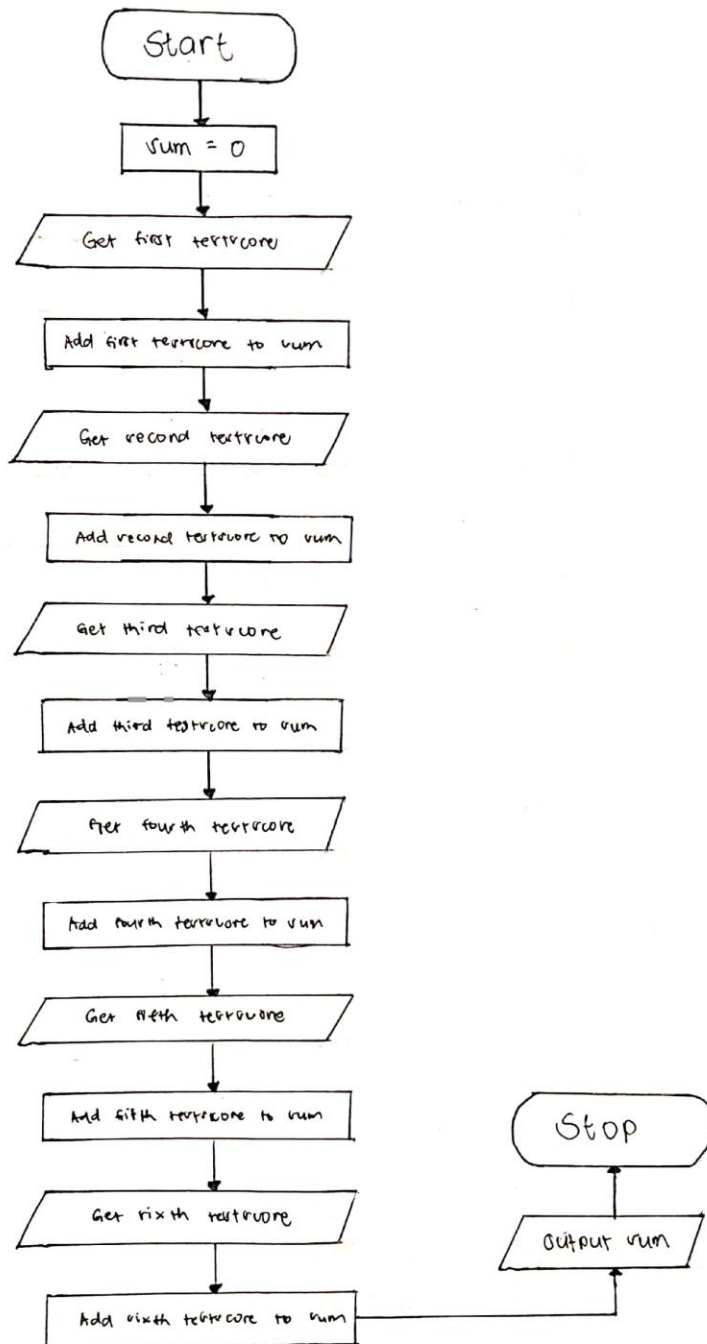 Start
sum = 0
Get first testscore
Add first testscore to sum
Get second testscore
Add second testscore to sum
Get third testscore
Add third testscore to sum
Get fourth testscore
Add fourth testscore to sum
Get fifth testscore
Add fifth testscore to sum
Get sixth testscore
Add sixth testscore to sum
Output sum
Stop